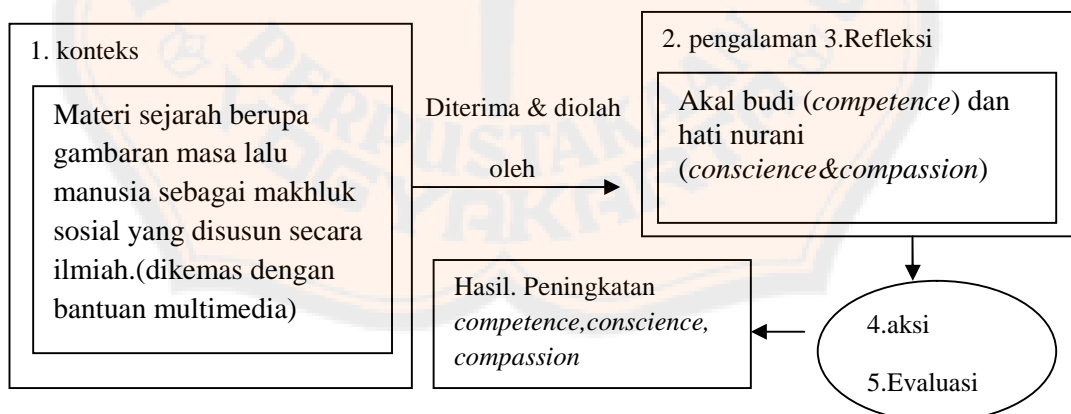 1. konteks
Materi sejarah berupa
gambaran masa lalu
manusia sebagai makhluk
sosial yang disusun secara
ilmiah.(dikemas dengan
bantuan multimedia)
Diterima & diolah
oleh
2. pengalaman 3.Refleksi
Akal budi (competence) dan
hati nurani
(conscience&compassion)
4.aksi
5.Evaluasi
Hasil. Peningkatan
competence,conscience,
compassion
PERPUSTAKAAN
YOGYAKARTA